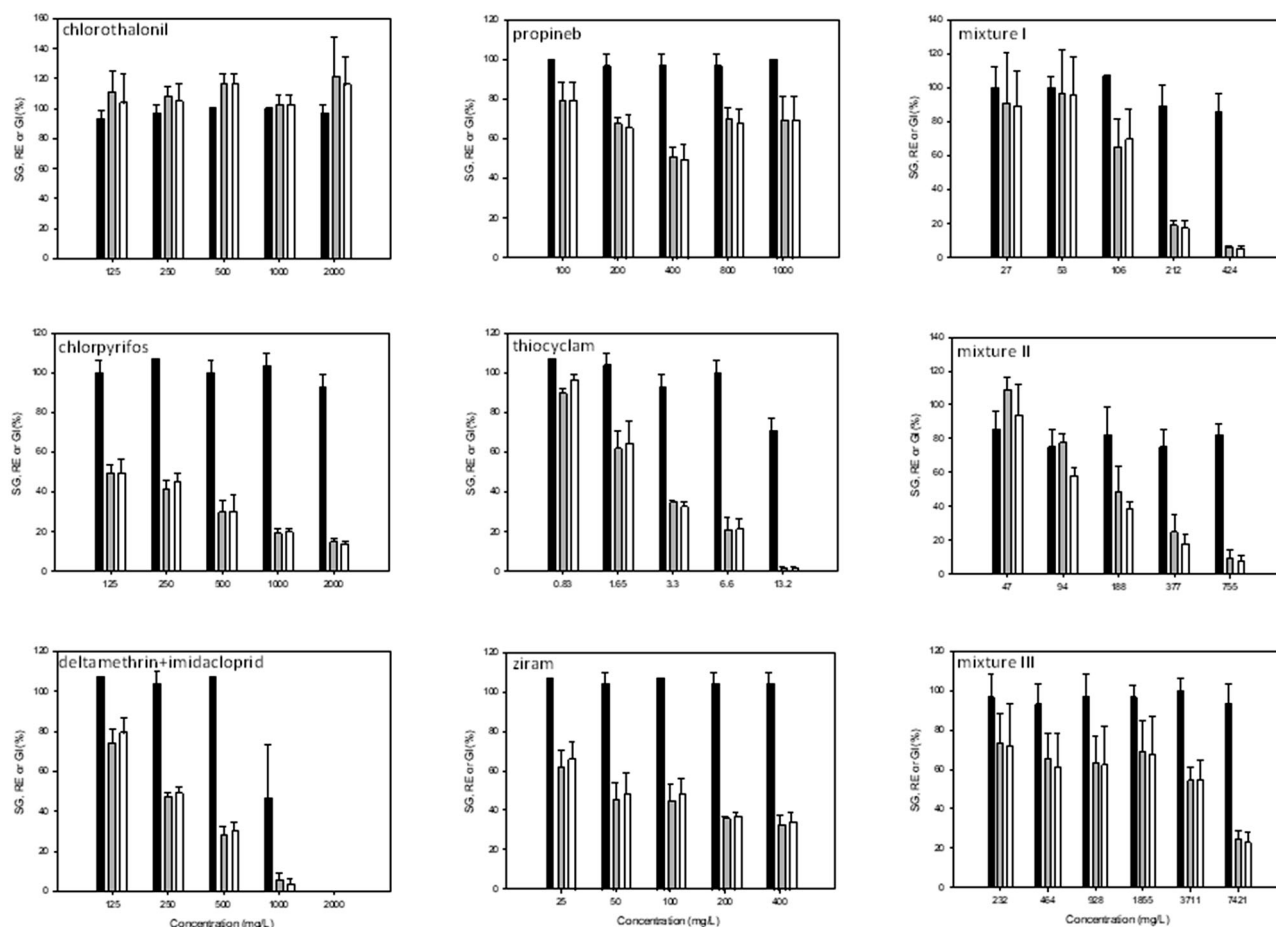 chlorothalonil
160
140
120
100
80
60
40
20
0
SG, RE or GI (%)
125 250 500 1000 2000
propineb
120
100
80
60
40
20
0
SG, RE or GI (%)
100 200 400 800 1000
mixture I
140
120
100
80
60
40
20
0
SG, RE or GI (%)
27 53 106 212 424
chlorpyrifos
120
100
80
60
40
20
0
SG, RE or GI (%)
125 250 500 1000 2000
thiocyclam
120
100
80
60
40
20
0
SG, RE or GI (%)
0.83 1.65 3.3 6.6 13.2
mixture II
140
120
100
80
60
40
20
0
SG, RE or GI (%)
47 94 188 377 755
deltamethrin+imidacloprid
120
100
80
60
40
20
0
SG, RE or GI (%)
125 250 500 1000 2000
Concentration (mg/L)
ziram
120
100
80
60
40
20
0
SG, RE or GI (%)
25 50 100 200 400
Concentration (mg/L)
mixture III
120
100
80
60
40
20
0
SG, RE or GI (%)
232 464 928 1855 3711 7421
Concentration (mg/L)